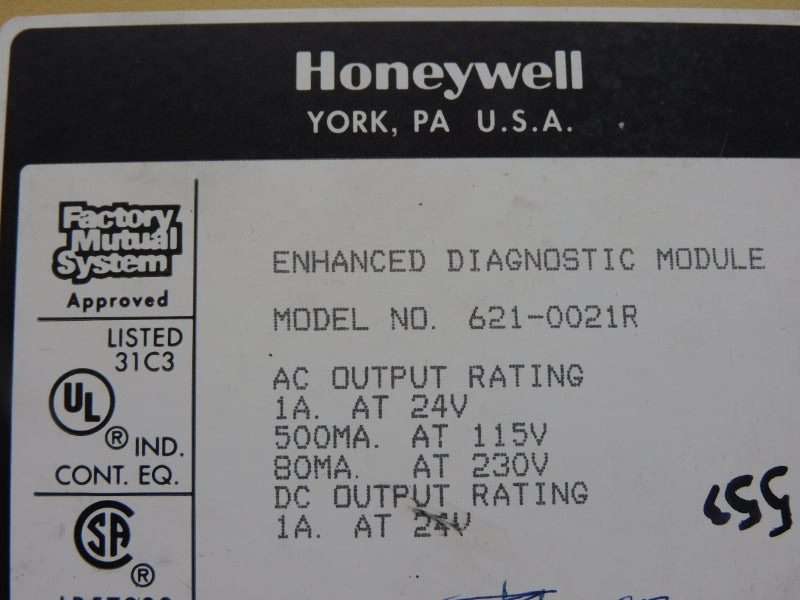 Honeywell
YORK, PA U.S.A.
Factory
Mutual
System
Approved
LISTED
31C3
UL
® IND.
CONT. EQ.
SA
®
ENHANCED DIAGNOSTIC MODULE
MODEL NO. 621-0021R
AC OUTPUT RATING
1A. AT 24V
500MA. AT 115V
80MA. AT 230V
DC OUTPUT RATING
1A. AT 24V